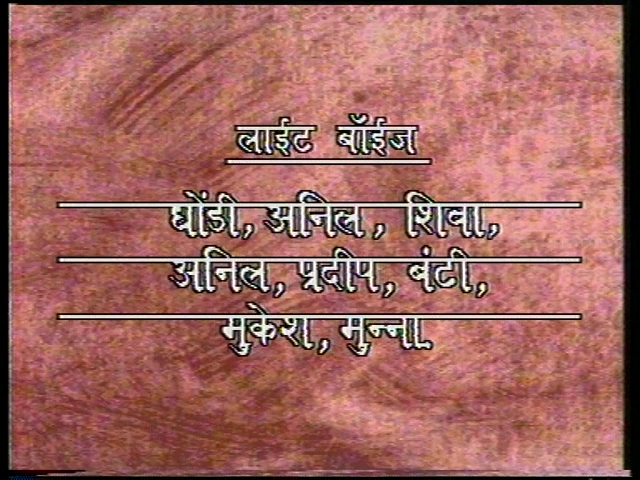 लाईट बॉईज
धोंडी, अनिल, शिवा,
अनिल, प्रदीप, बंटी,
मुकेश, मुन्ना.